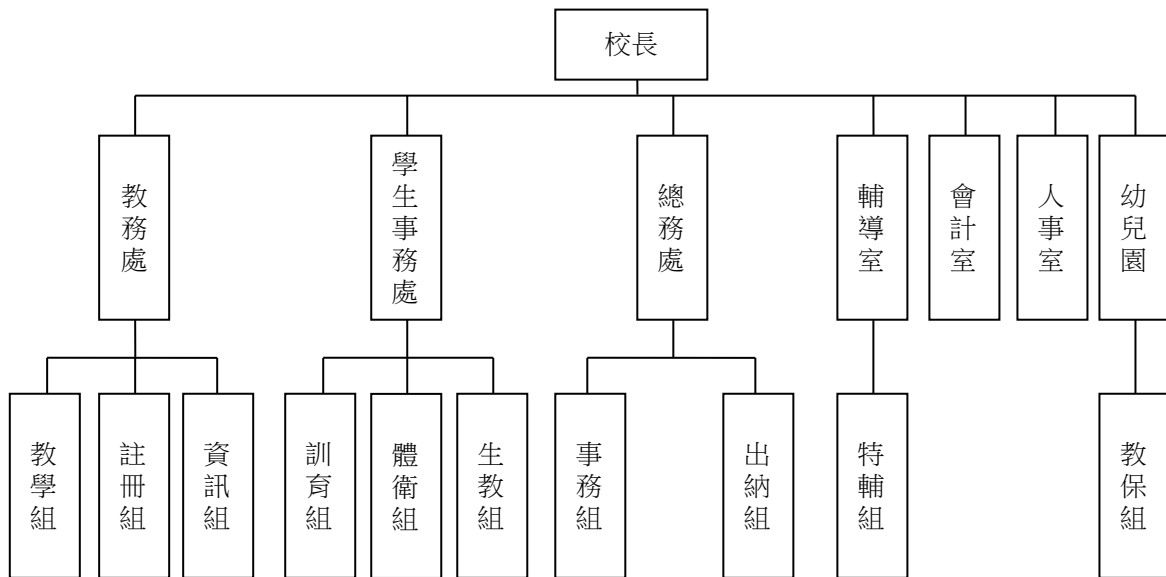 校長
教務處
學生事務處
總務處
輔導室
會計室
人事室
幼兒園
教學組
註冊組
資訊組
訓育組
體衛組
生教組
事務組
出納組
特輔組
教保組